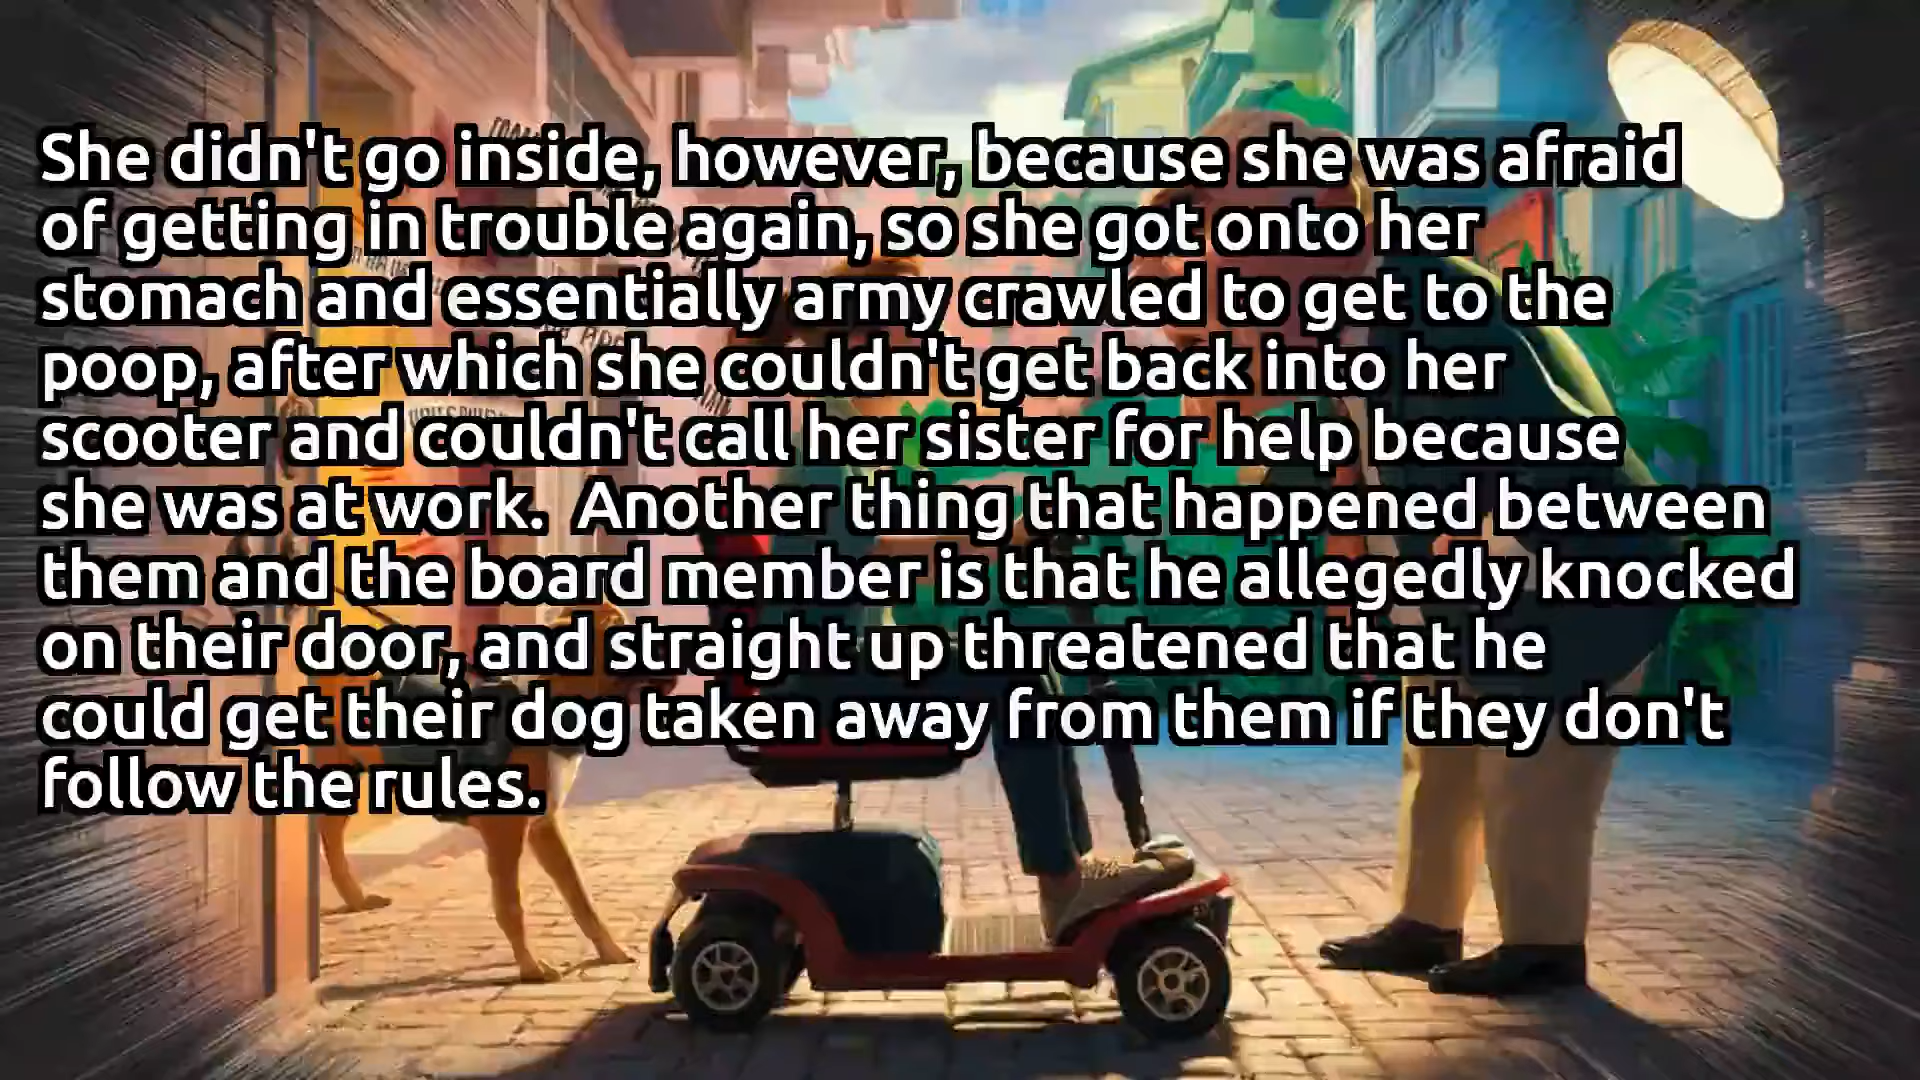 She didn't go inside, however, because she was afraid
of getting in trouble again, so she got onto her
stomach and essentially army crawled to get to the
poop, after which she couldn't get back into her
scooter and couldn't call her sister for help because
she was at work.  Another thing that happened between
them and the board member is that he allegedly knocked
on their door, and straight up threatened that he
could get their dog taken away from them if they don't
follow the rules.